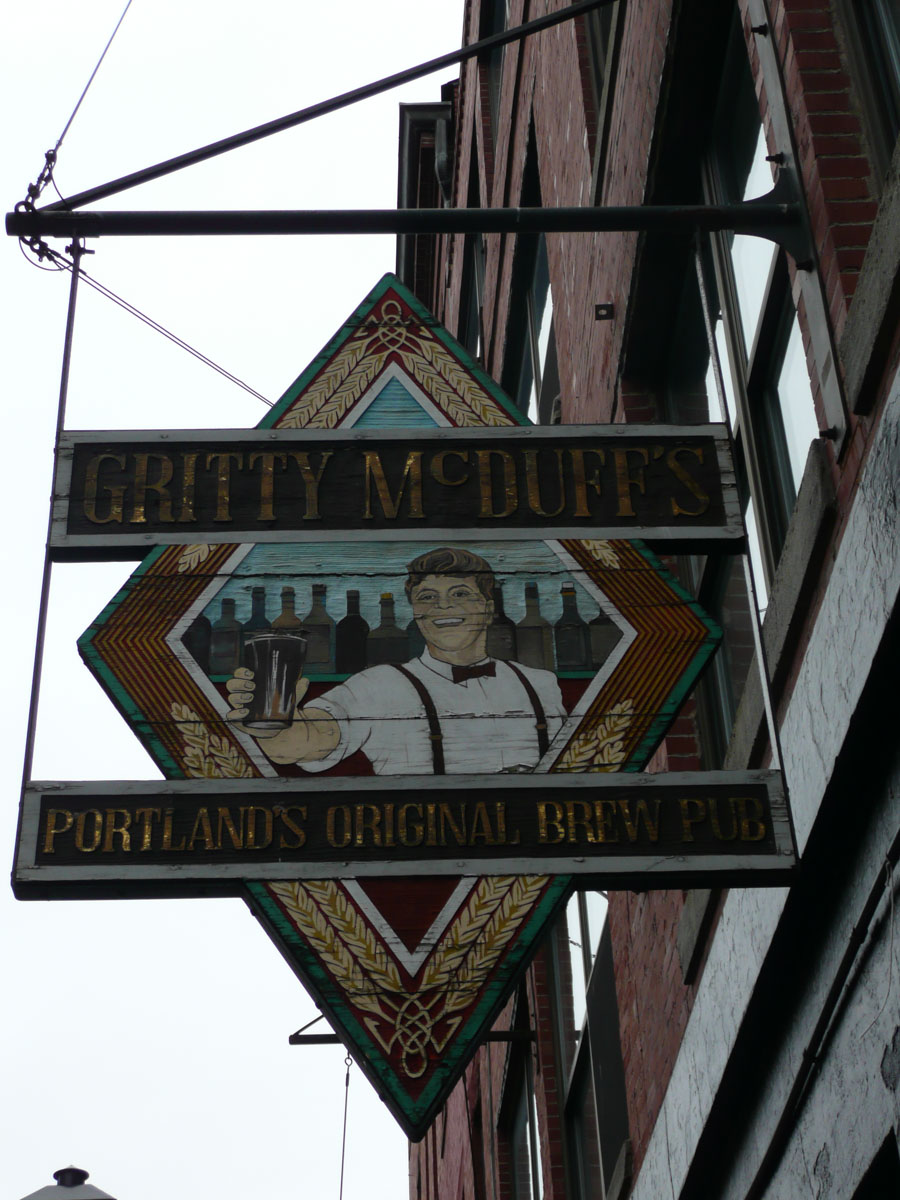 GRITTY McDUFF'S
PORTLAND'S ORIGINAL BREW PUB